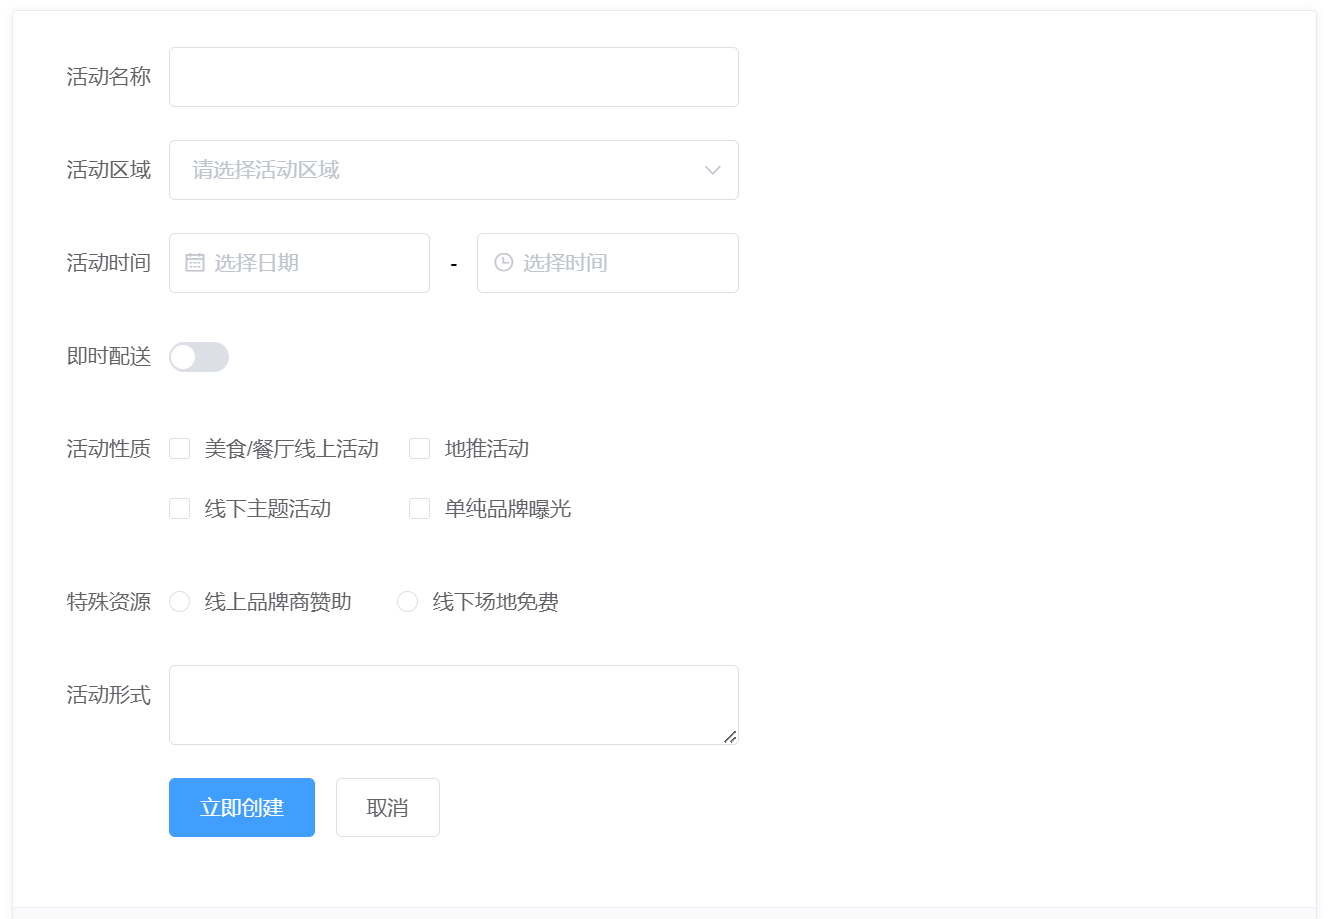 活动名称
活动区域 请选择活动区域
活动时间 选择日期 - 选择时间
即时配送
活动性质 美食/餐厅线上活动 地推活动
线下主题活动 单纯品牌曝光
特殊资源 线上品牌商赞助 线下场地免费
活动形式
立即创建 取消